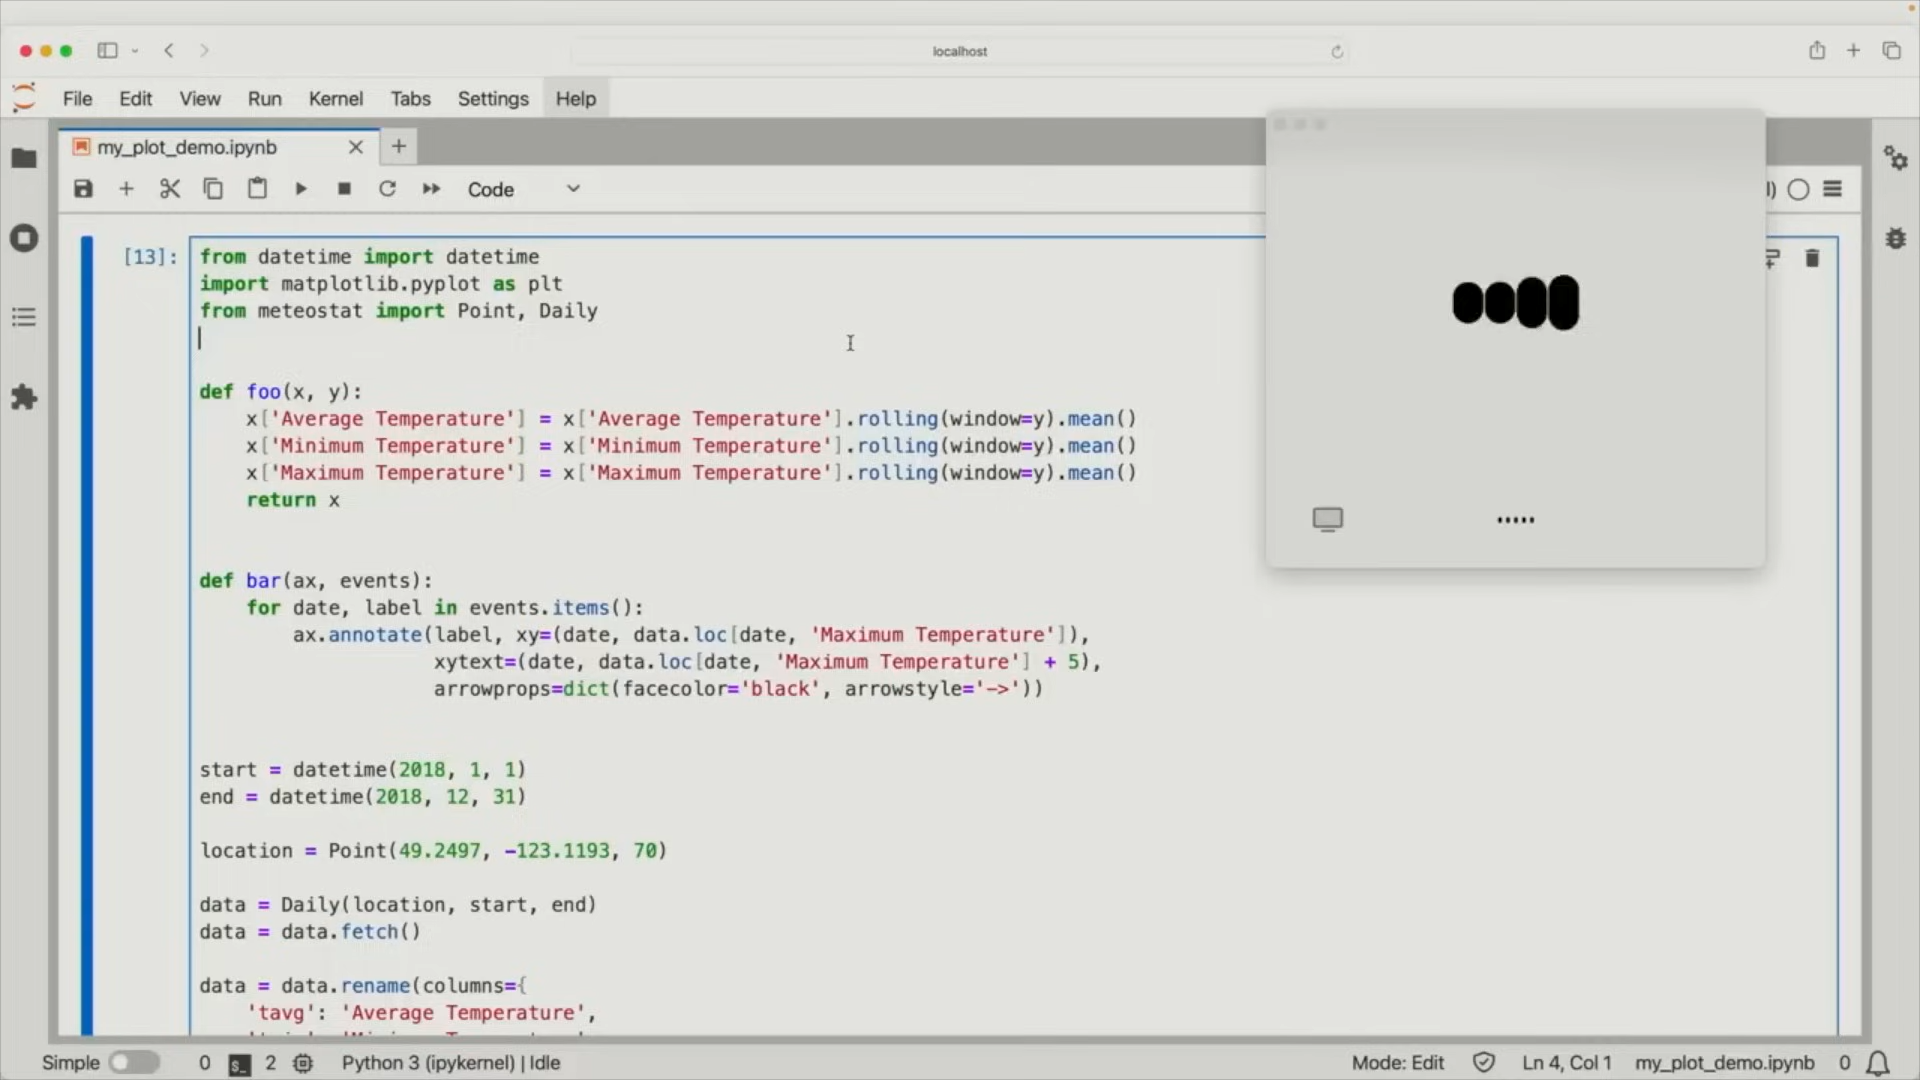 localhost
File Edit View Run Kernel Tabs Settings Help
my_plot_demo.ipynb
Code
[13]:
from datetime import datetime
import matplotlib.pyplot as plt
from meteostat import Point, Daily
def foo(x, y):
    x['Average Temperature'] = x['Average Temperature'].rolling(window=y).mean()
    x['Minimum Temperature'] = x['Minimum Temperature'].rolling(window=y).mean()
    x['Maximum Temperature'] = x['Maximum Temperature'].rolling(window=y).mean()
    return x
def bar(ax, events):
    for date, label in events.items():
        ax.annotate(label, xy=(date, data.loc[date, 'Maximum Temperature']),
                    xytext=(date, data.loc[date, 'Maximum Temperature'] + 5),
                    arrowprops=dict(facecolor='black', arrowstyle='->'))
start = datetime(2018, 1, 1)
end = datetime(2018, 12, 31)
location = Point(49.2497, -123.1193, 70)
data = Daily(location, start, end)
data = data.fetch()
data = data.rename(columns={
    'tavg': 'Average Temperature',
Simple 0 $_ 2 Python 3 (ipykernel) | Idle Mode: Edit Ln 4, Col 1 my_plot_demo.ipynb 0